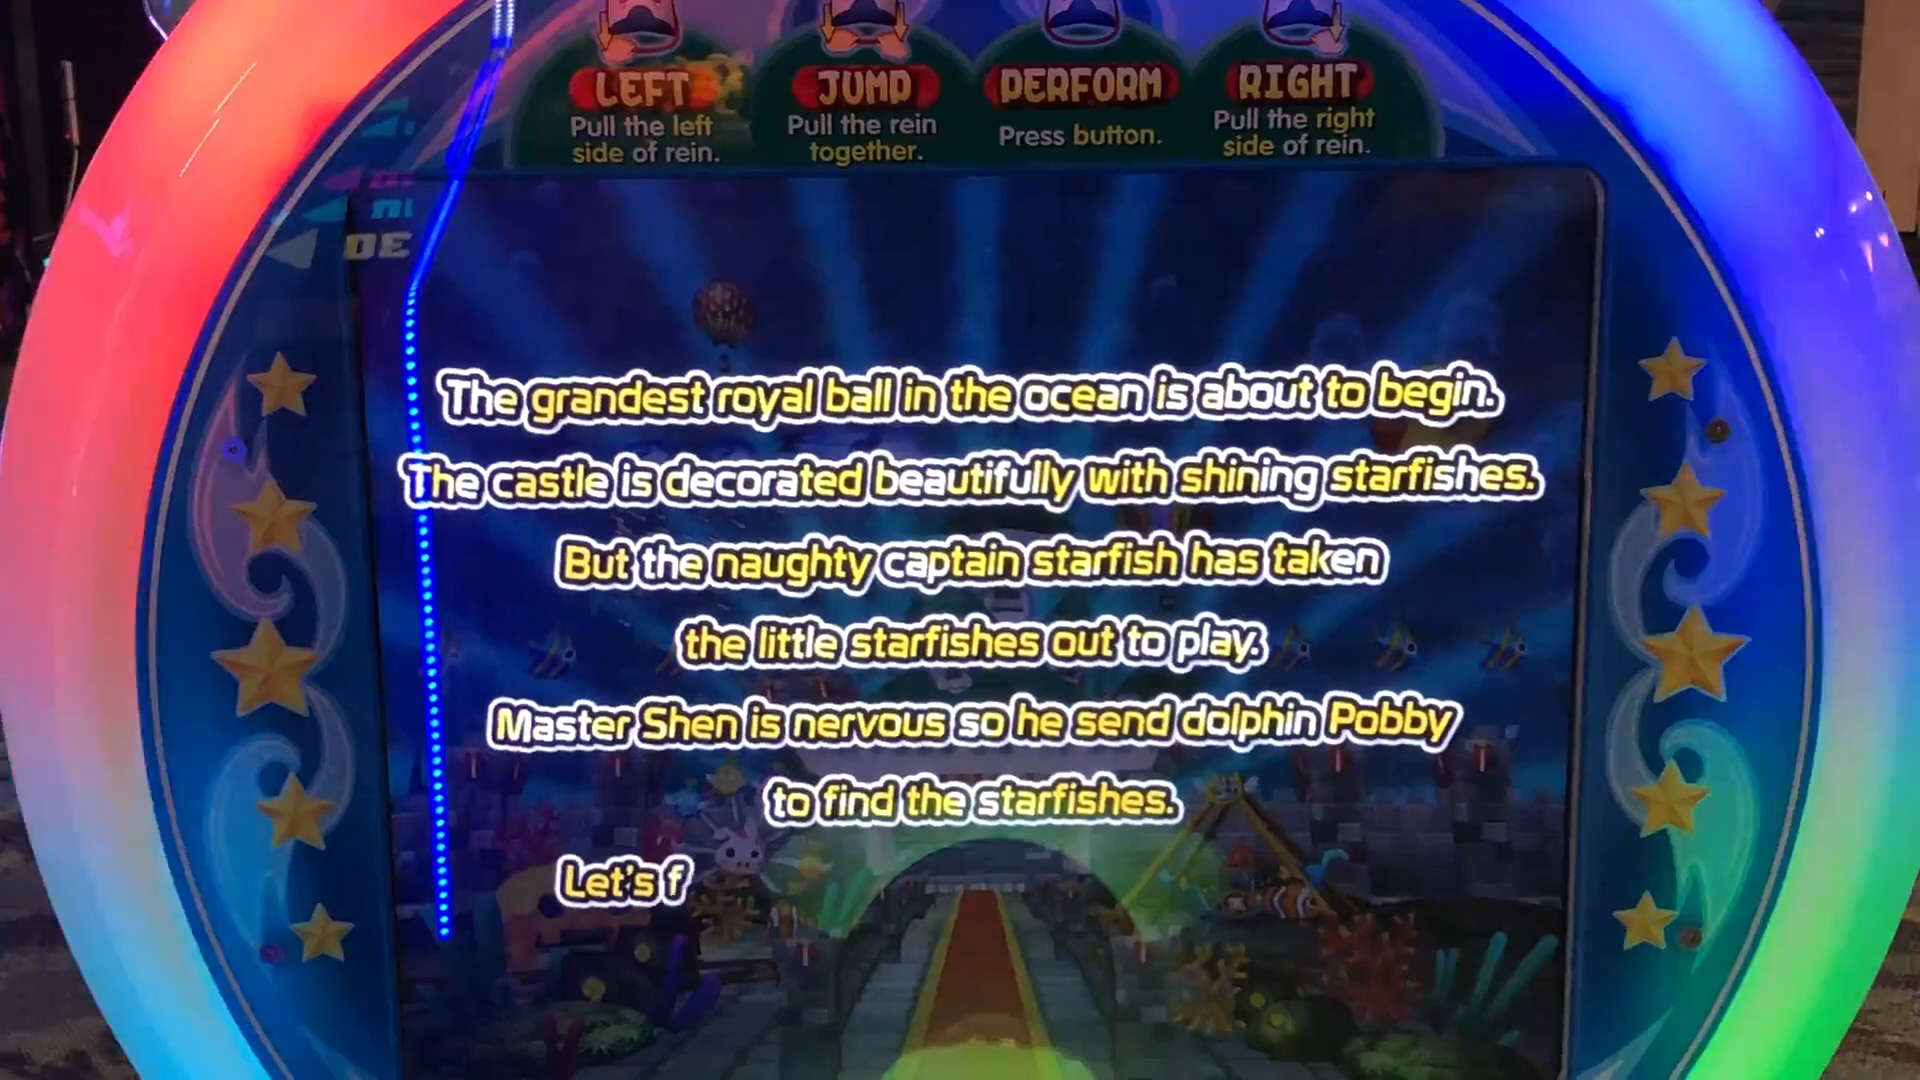 LEFT
Pull the left
side of rein.
JUMP
Pull the rein
together.
PERFORM
Press button.
RIGHT
Pull the right
side of rein.
The grandest royal ball in the ocean is about to begin.
The castle is decorated beautifully with shining starfishes.
But the naughty captain starfish has taken
the little starfishes out to play.
Master Shen is nervous so he send dolphin Pobby
to find the starfishes.
Let's f